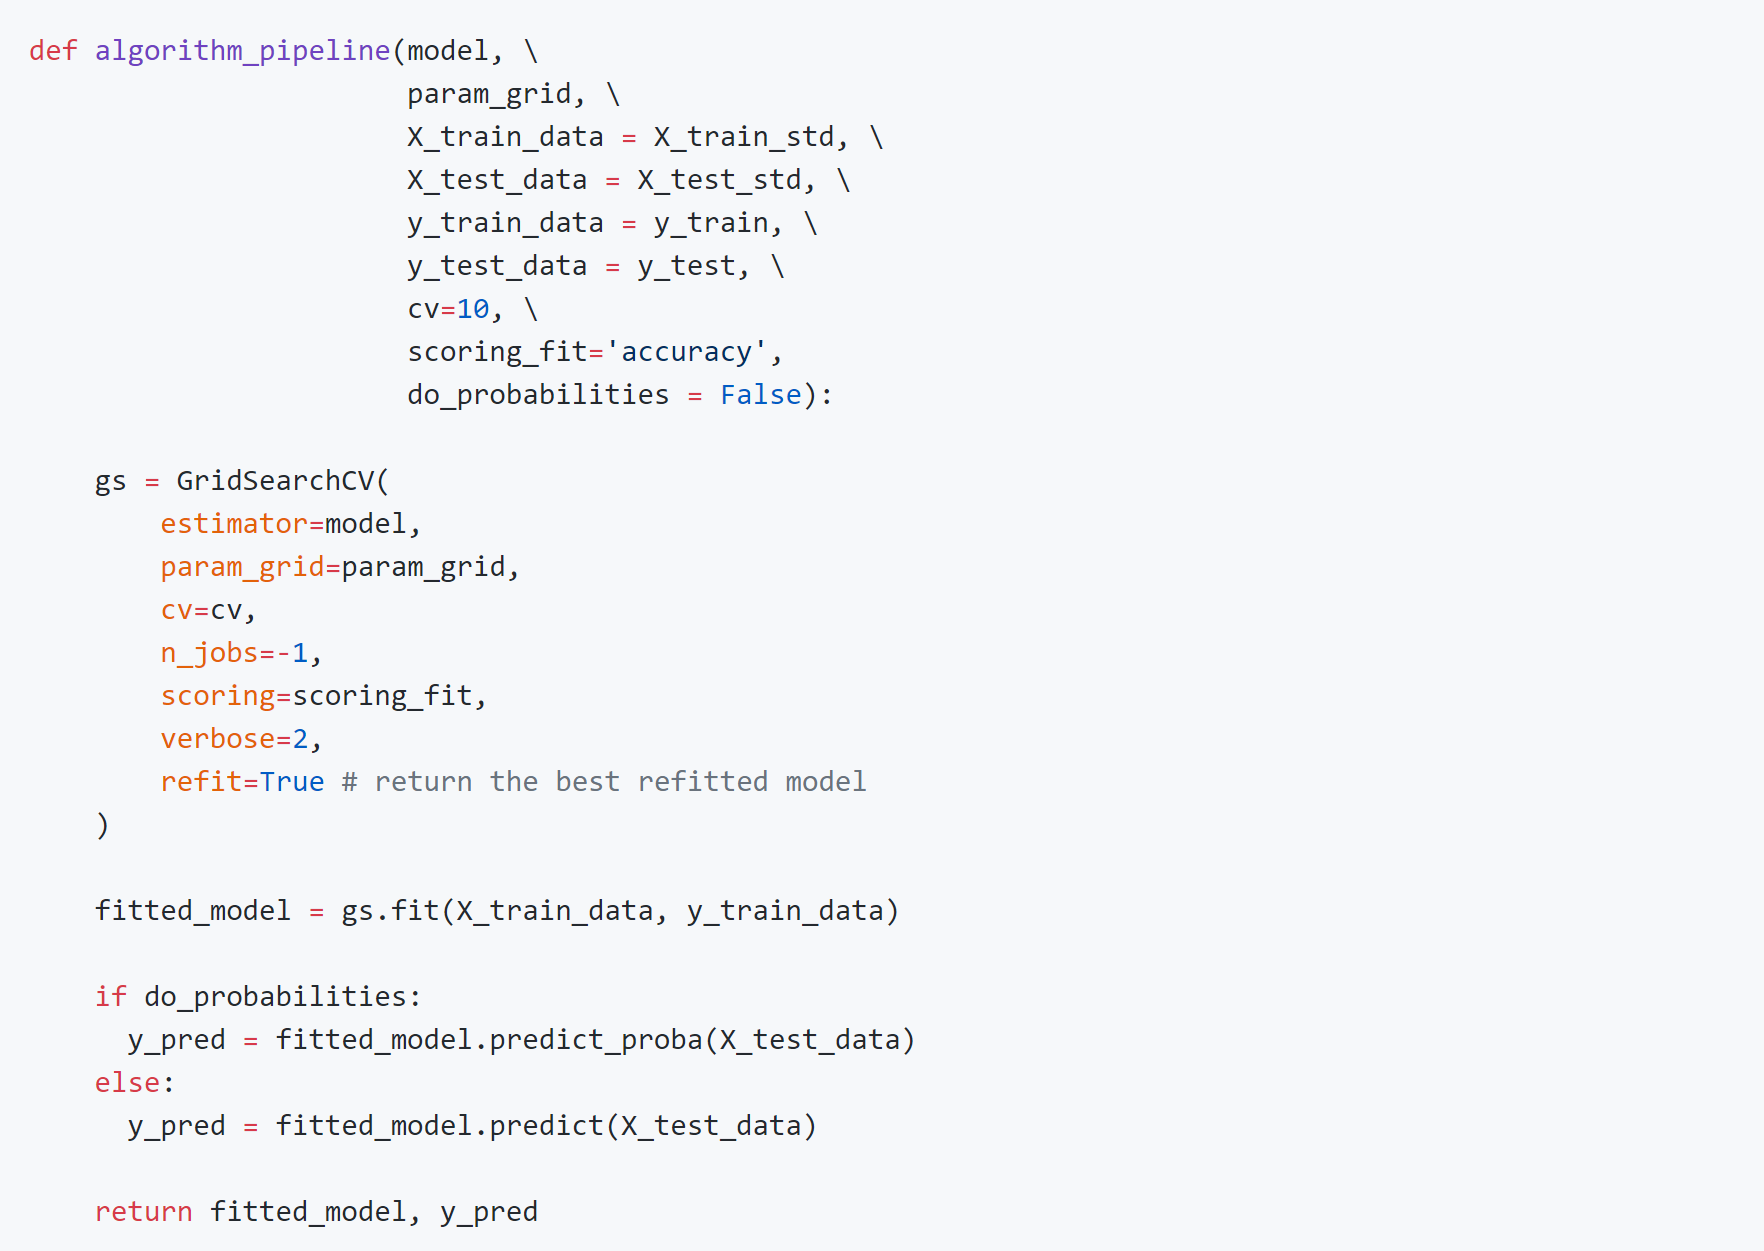 def algorithm_pipeline(model, \
                       param_grid, \
                       X_train_data = X_train_std, \
                       X_test_data = X_test_std, \
                       y_train_data = y_train, \
                       y_test_data = y_test, \
                       cv=10, \
                       scoring_fit='accuracy',
                       do_probabilities = False):

    gs = GridSearchCV(
        estimator=model,
        param_grid=param_grid,
        cv=cv,
        n_jobs=-1,
        scoring=scoring_fit,
        verbose=2,
        refit=True # return the best refitted model
    )

    fitted_model = gs.fit(X_train_data, y_train_data)

    if do_probabilities:
      y_pred = fitted_model.predict_proba(X_test_data)
    else:
      y_pred = fitted_model.predict(X_test_data)

    return fitted_model, y_pred